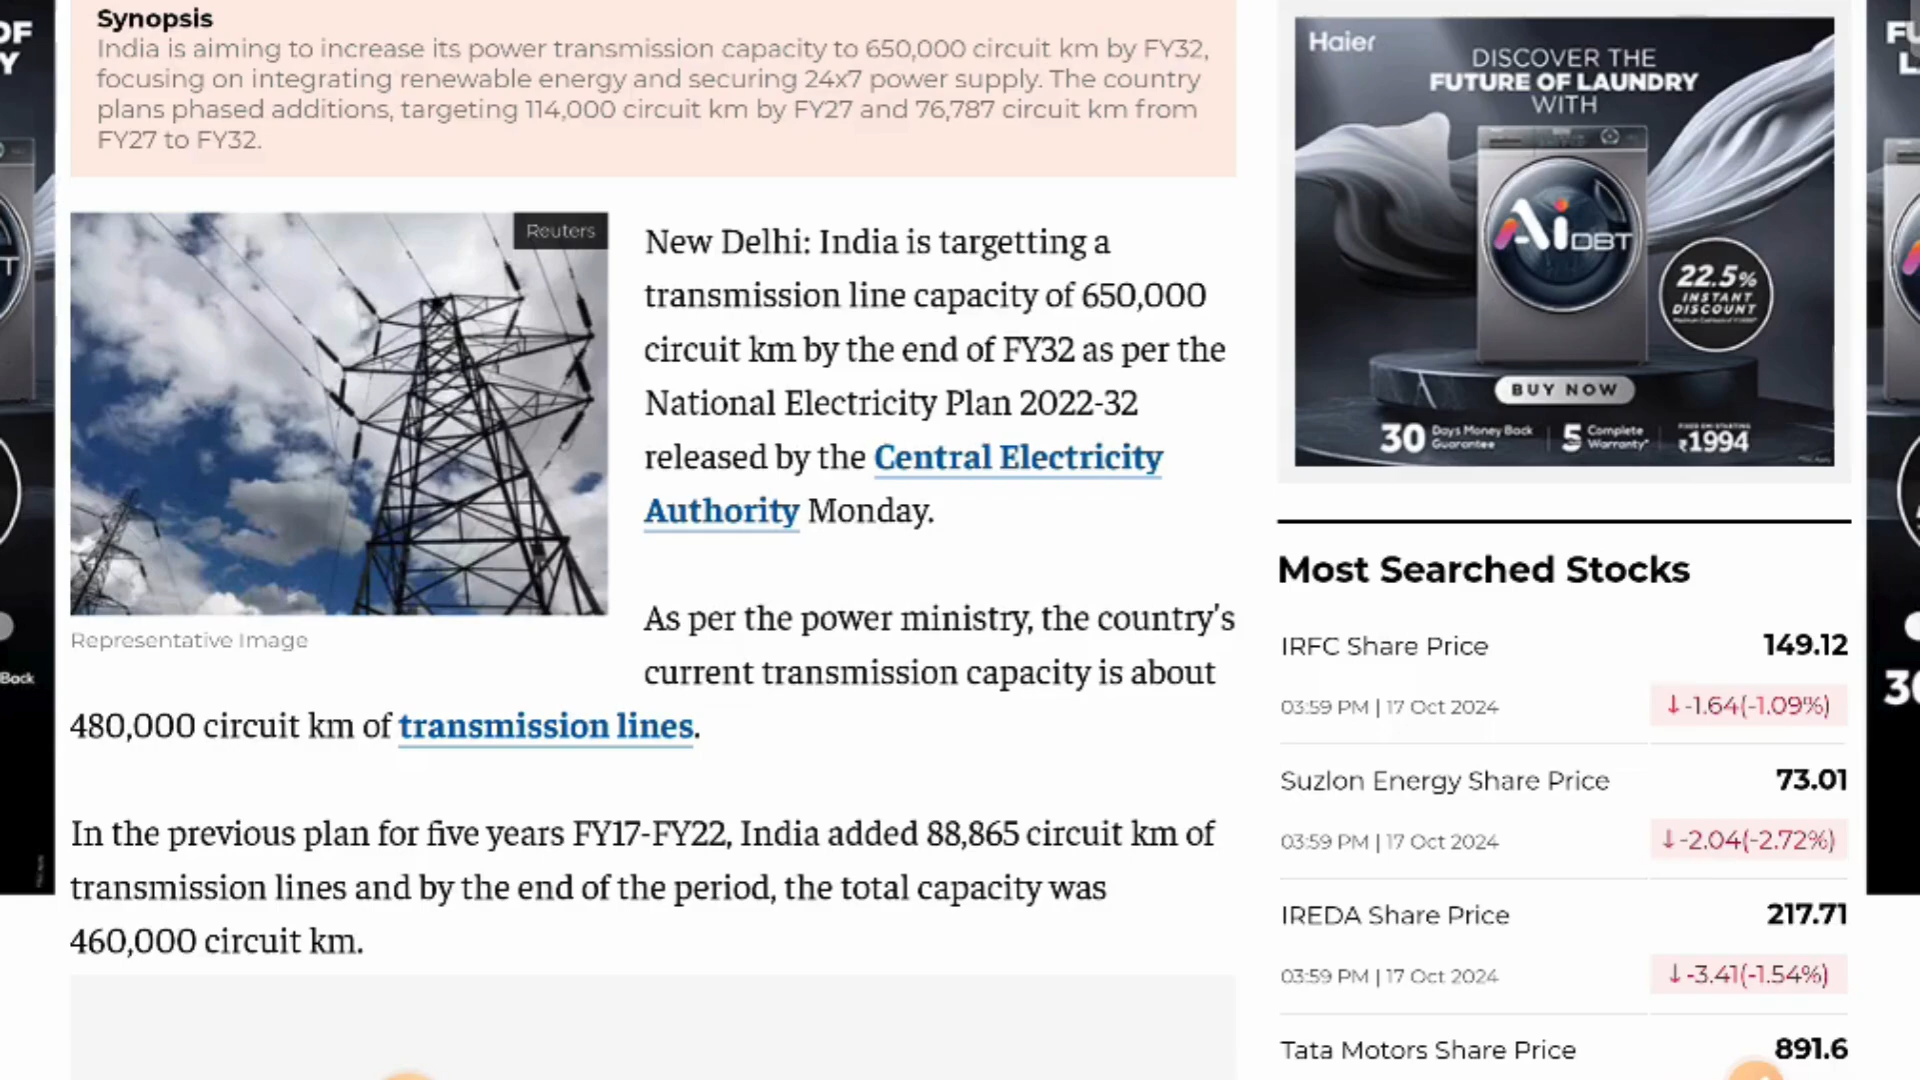 Synopsis
India is aiming to increase its power transmission capacity to 650,000 circuit km by FY32,
focusing on integrating renewable energy and securing 24x7 power supply. The country
plans phased additions, targeting 114,000 circuit km by FY27 and 76,787 circuit km from
FY27 to FY32.
Reuters
Representative Image
New Delhi: India is targetting a
transmission line capacity of 650,000
circuit km by the end of FY32 as per the
National Electricity Plan 2022-32
released by the Central Electricity
Authority Monday.
As per the power ministry, the country's
current transmission capacity is about
480,000 circuit km of transmission lines.
In the previous plan for five years FY17-FY22, India added 88,865 circuit km of
transmission lines and by the end of the period, the total capacity was
460,000 circuit km.
Haier
DISCOVER THE
FUTURE OF LAUNDRY
WITH
Ai DBT
22.5%
INSTANT
DISCOUNT
BUY NOW
30 Days Money Back Guarantee
5 Complete Warranty*
₹1994
Most Searched Stocks
IRFC Share Price 149.12
03:59 PM | 17 Oct 2024 ↓-1.64(-1.09%)
Suzlon Energy Share Price 73.01
03:59 PM | 17 Oct 2024 ↓-2.04(-2.72%)
IREDA Share Price 217.71
03:59 PM | 17 Oct 2024 ↓-3.41(-1.54%)
Tata Motors Share Price 891.6
OF
Y
T
Back
FU
L
30